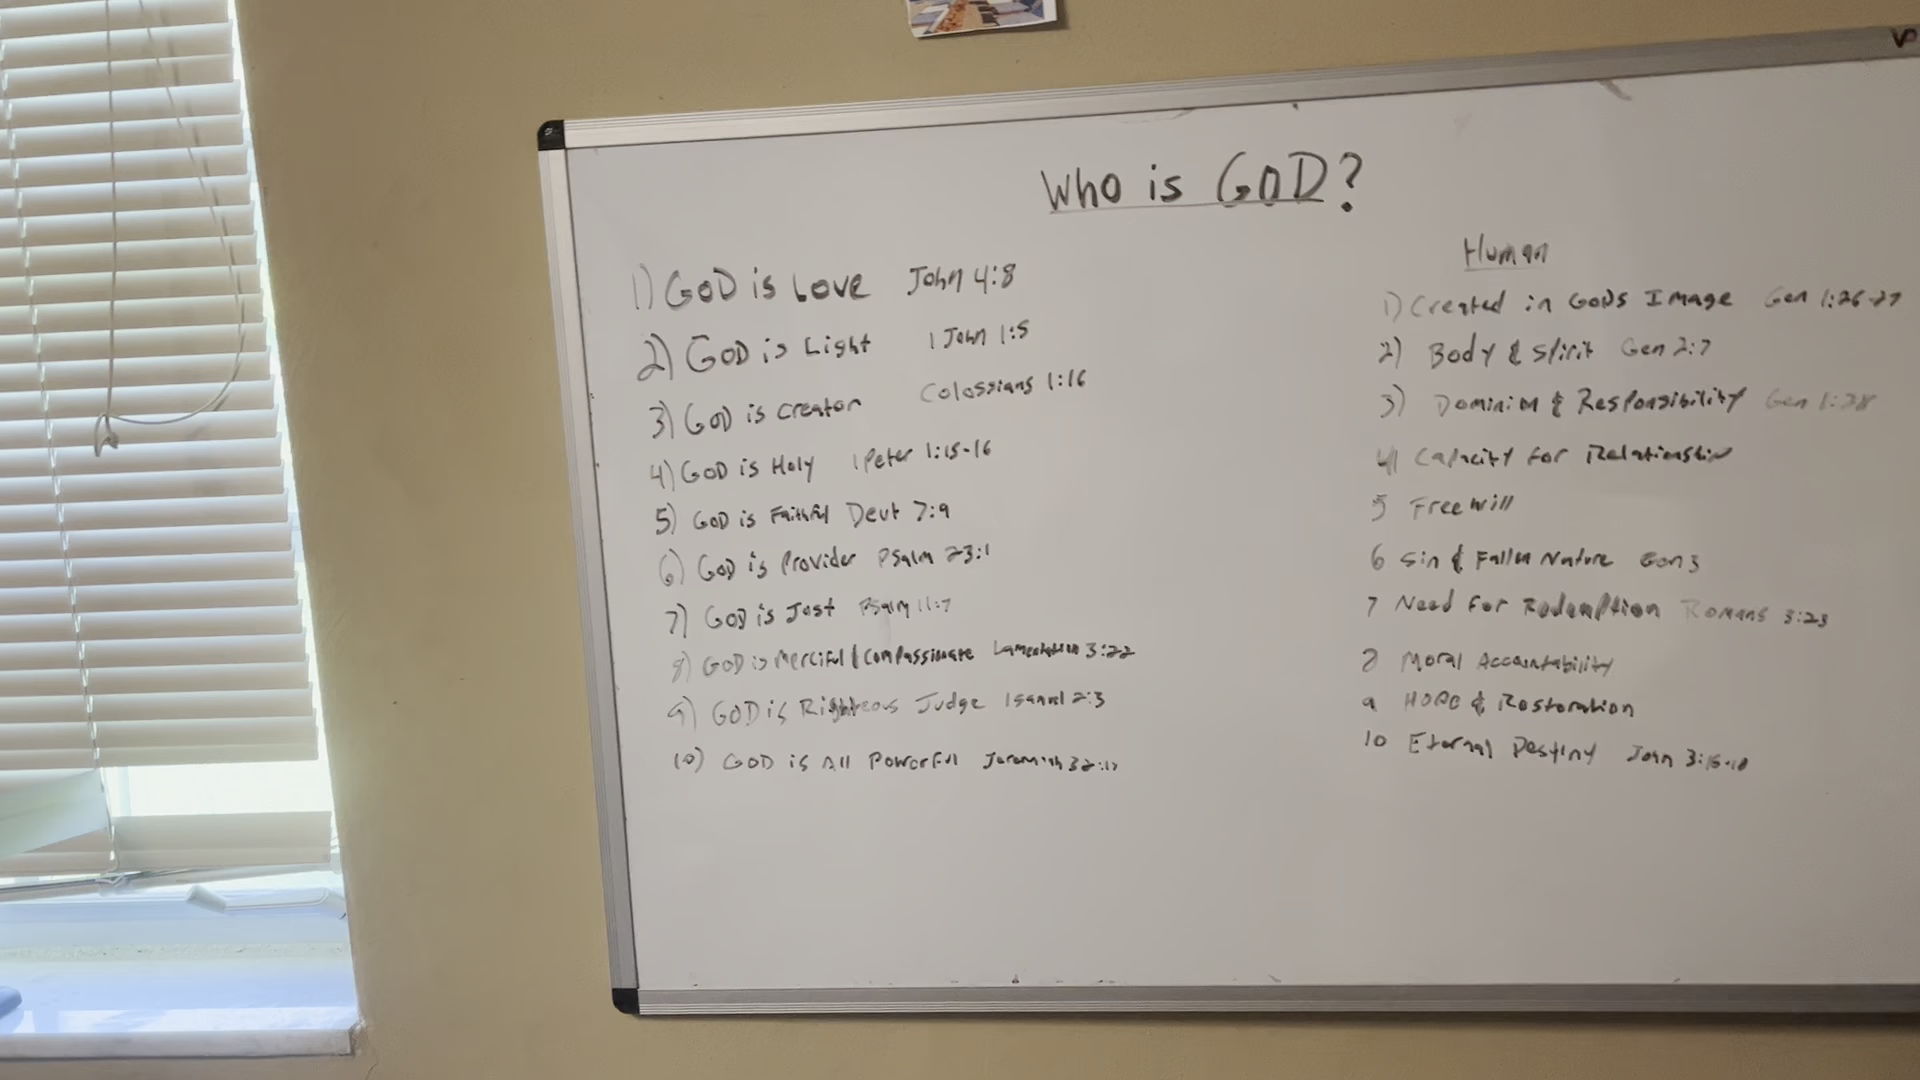 Who is GOD?
1) GOD is Love John 4:8
2) GOD is Light 1 John 1:5
3) GOD is Creator Colossians 1:16
4) GOD is Holy 1 Peter 1:15-16
5) GOD is Faithful Deut 7:9
6) GOD is Provider Psalm 23:1
7) GOD is Just Psalm 11:7
8) GOD is Merciful & Compassionate Lamentation 3:22
9) GOD is Righteous Judge 1 Samuel 2:3
10) GOD is All Powerful Jeremiah 32:17
Human
1) Created in GODS Image Gen 1:26-27
2) Body & Spirit Gen 2:7
3) Dominion & Responsibility Gen 1:28
4) Capacity for Relationship
5 Free will
6 Sin & Fallen Nature Gen 3
7 Need for Redemption Romans 3:23
8 Moral Accountability
9 Hope & Restoration
10 Eternal Destiny John 3:16-18